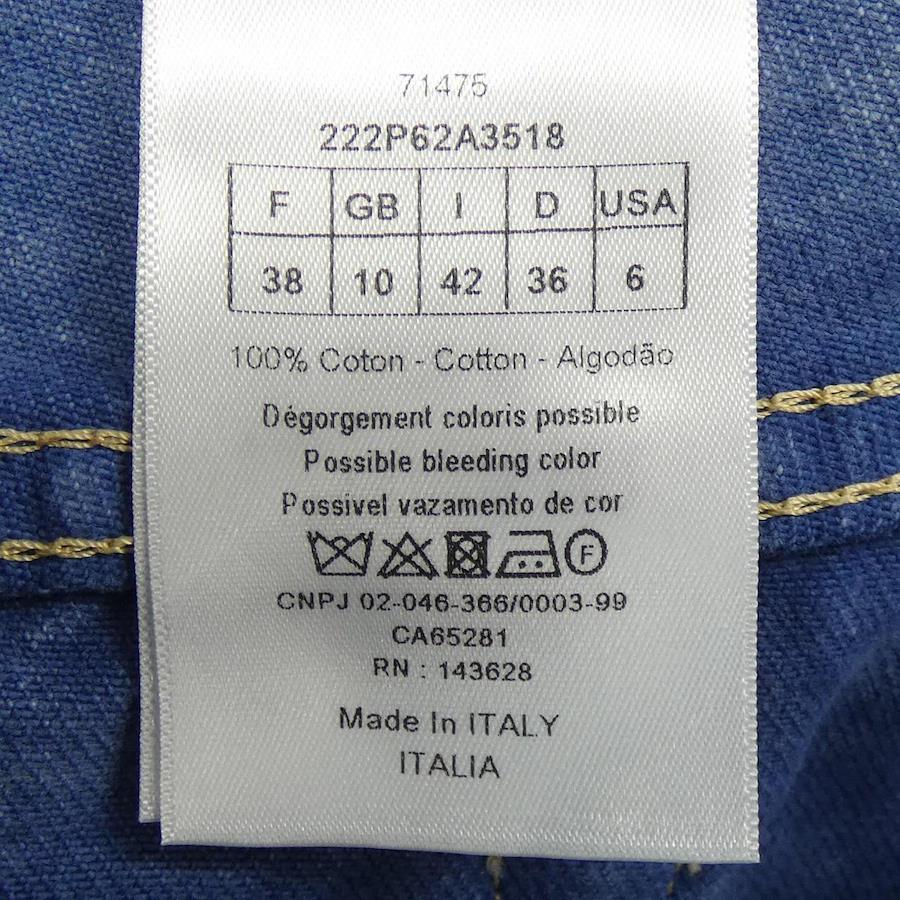 71475
222P62A3518
F GB I D USA
38 10 42 36 6
100% Coton - Cotton - Algodão
Dégorgement coloris possible
Possible bleeding color
Possivel vazamento de cor
F
CNPJ 02-046-366/0003-99
CA65281
RN : 143628
Made In ITALY
ITALIA